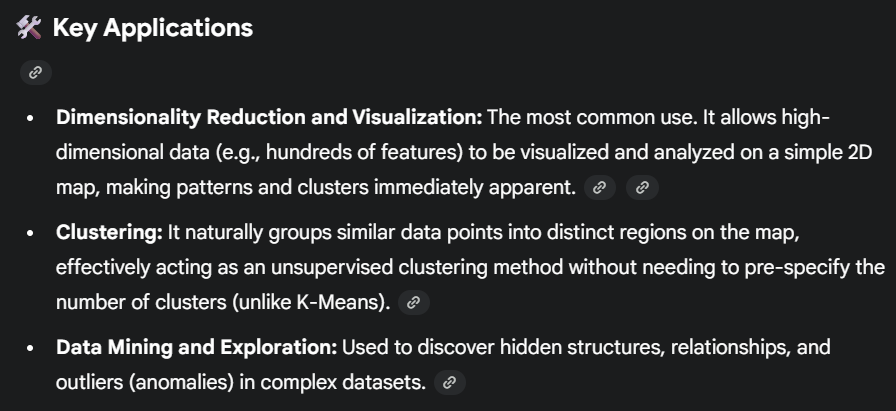 🛠️ Key Applications
• Dimensionality Reduction and Visualization: The most common use. It allows high-
dimensional data (e.g., hundreds of features) to be visualized and analyzed on a simple 2D
map, making patterns and clusters immediately apparent.
• Clustering: It naturally groups similar data points into distinct regions on the map,
effectively acting as an unsupervised clustering method without needing to pre-specify the
number of clusters (unlike K-Means).
• Data Mining and Exploration: Used to discover hidden structures, relationships, and
outliers (anomalies) in complex datasets.